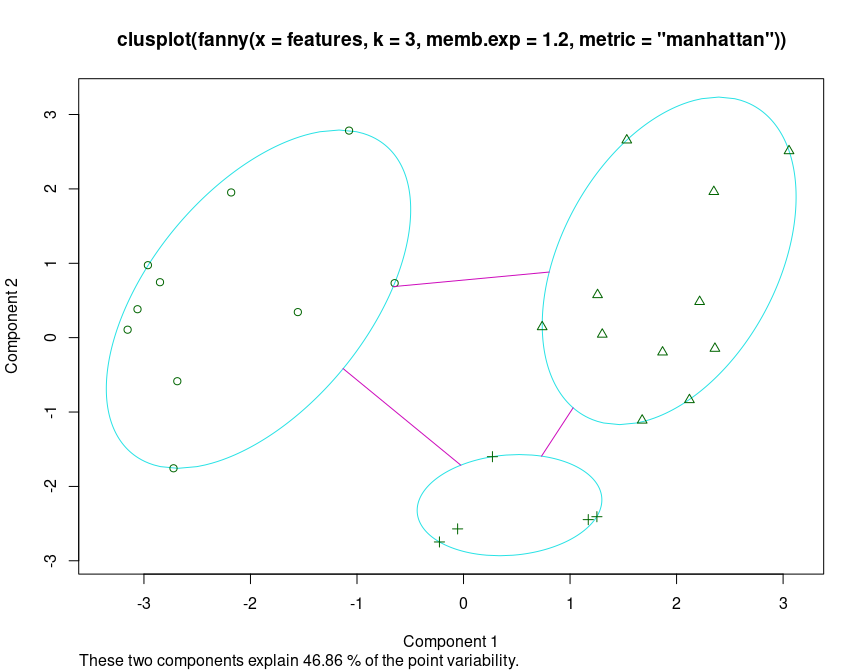 clusplot(fanny(x = features, k = 3, memb.exp = 1.2, metric = "manhattan"))
3
2
1
0
-1
-2
-3
Component 2
-3 -2 -1 0 1 2 3
Component 1
These two components explain 46.86 % of the point variability.